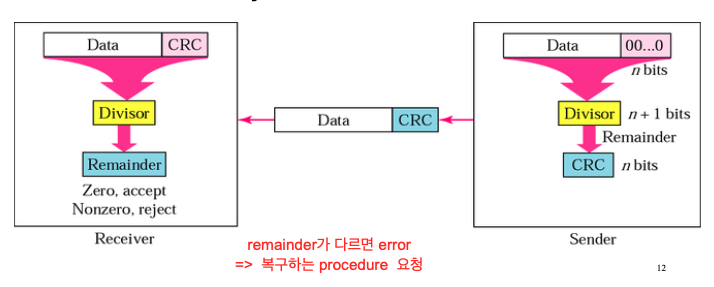 Data CRC
Divisor
Remainder
Zero, accept
Nonzero, reject
Receiver
Data CRC
Data 00...0
n bits
Divisor n + 1 bits
Remainder
CRC n bits
Sender
remainder가 다르면 error
=> 복구하는 procedure 요청
12